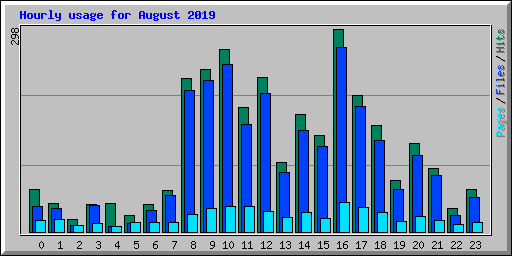 Hourly usage for August 2019
298
Pages/Files/Hits
0 1 2 3 4 5 6 7 8 9 10 11 12 13 14 15 16 17 18 19 20 21 22 23